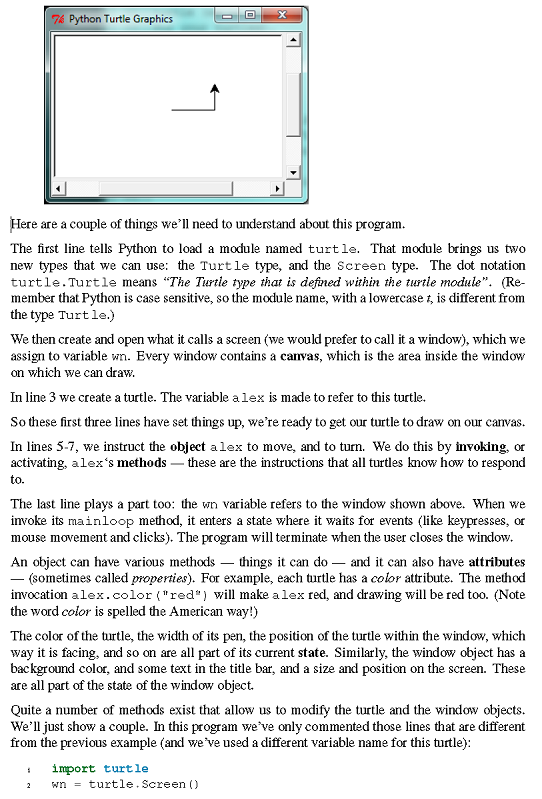 Python Turtle Graphics
Here are a couple of things we'll need to understand about this program.
The first line tells Python to load a module named turtle. That module brings us two
new types that we can use: the Turtle type, and the Screen type. The dot notation
turtle.Turtle means “The Turtle type that is defined within the turtle module”. (Re-
member that Python is case sensitive, so the module name, with a lowercase t, is different from
the type Turtle.)
We then create and open what it calls a screen (we would prefer to call it a window), which we
assign to variable wn. Every window contains a canvas, which is the area inside the window
on which we can draw.
In line 3 we create a turtle. The variable alex is made to refer to this turtle.
So these first three lines have set things up, we're ready to get our turtle to draw on our canvas.
In lines 5-7, we instruct the object alex to move, and to turn. We do this by invoking, or
activating, alex‘s methods — these are the instructions that all turtles know how to respond
to.
The last line plays a part too: the wn variable refers to the window shown above. When we
invoke its mainloop method, it enters a state where it waits for events (like keypresses, or
mouse movement and clicks). The program will terminate when the user closes the window.
An object can have various methods — things it can do — and it can also have attributes
— (sometimes called properties). For example, each turtle has a color attribute. The method
invocation alex.color("red") will make alex red, and drawing will be red too. (Note
the word color is spelled the American way!)
The color of the turtle, the width of its pen, the position of the turtle within the window, which
way it is facing, and so on are all part of its current state. Similarly, the window object has a
background color, and some text in the title bar, and a size and position on the screen. These
are all part of the state of the window object.
Quite a number of methods exist that allow us to modify the turtle and the window objects.
We'll just show a couple. In this program we've only commented those lines that are different
from the previous example (and we've used a different variable name for this turtle):
1 import turtle
2 wn = turtle.Screen()